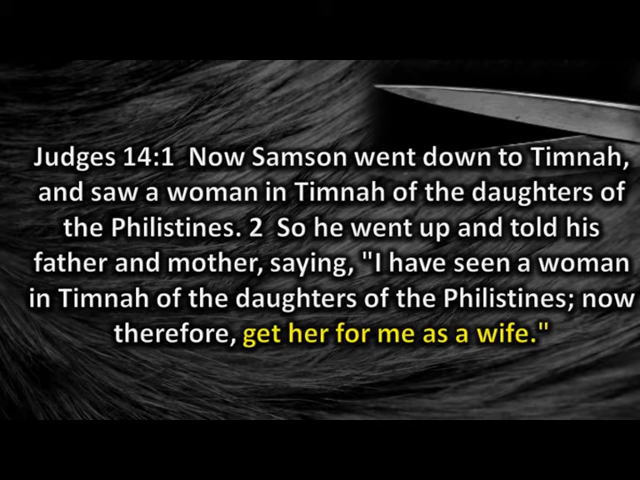 Judges 14:1  Now Samson went down to Timnah,
and saw a woman in Timnah of the daughters of
the Philistines. 2  So he went up and told his
father and mother, saying, "I have seen a woman
in Timnah of the daughters of the Philistines; now
therefore, get her for me as a wife."